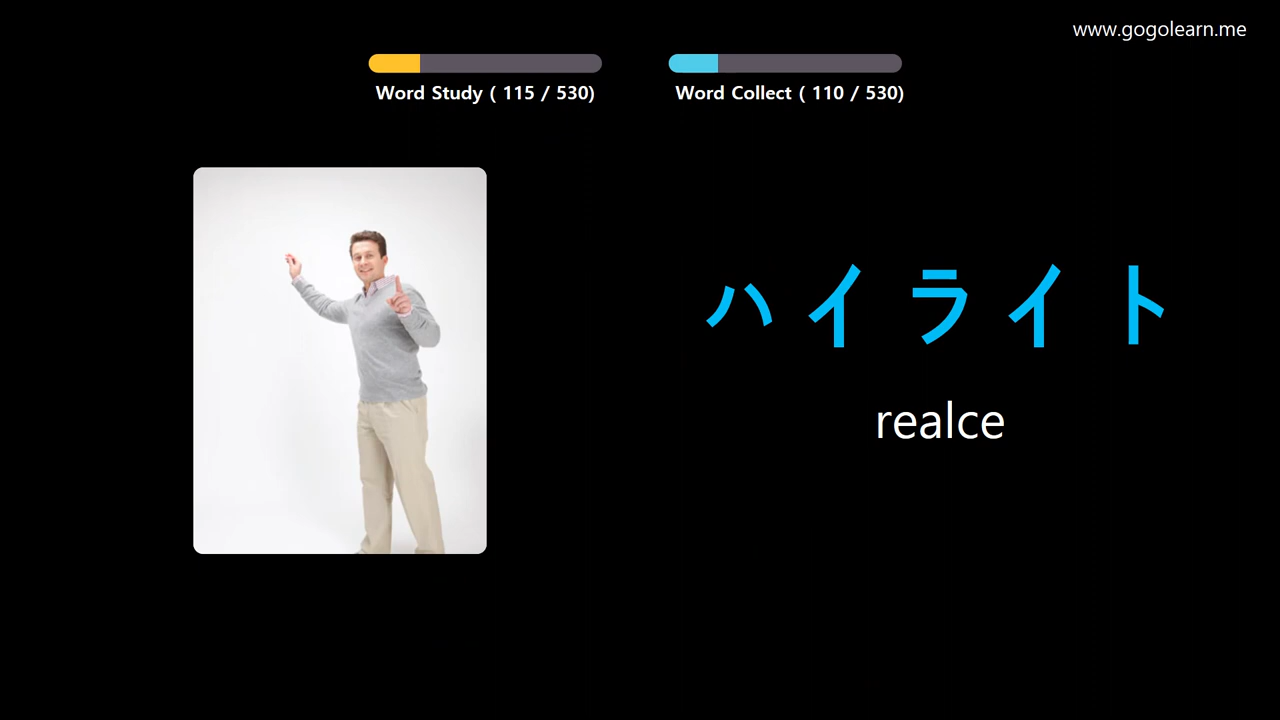 www.gogolearn.me
Word Study ( 115 / 530)
Word Collect ( 110 / 530)
ハイライト
realce